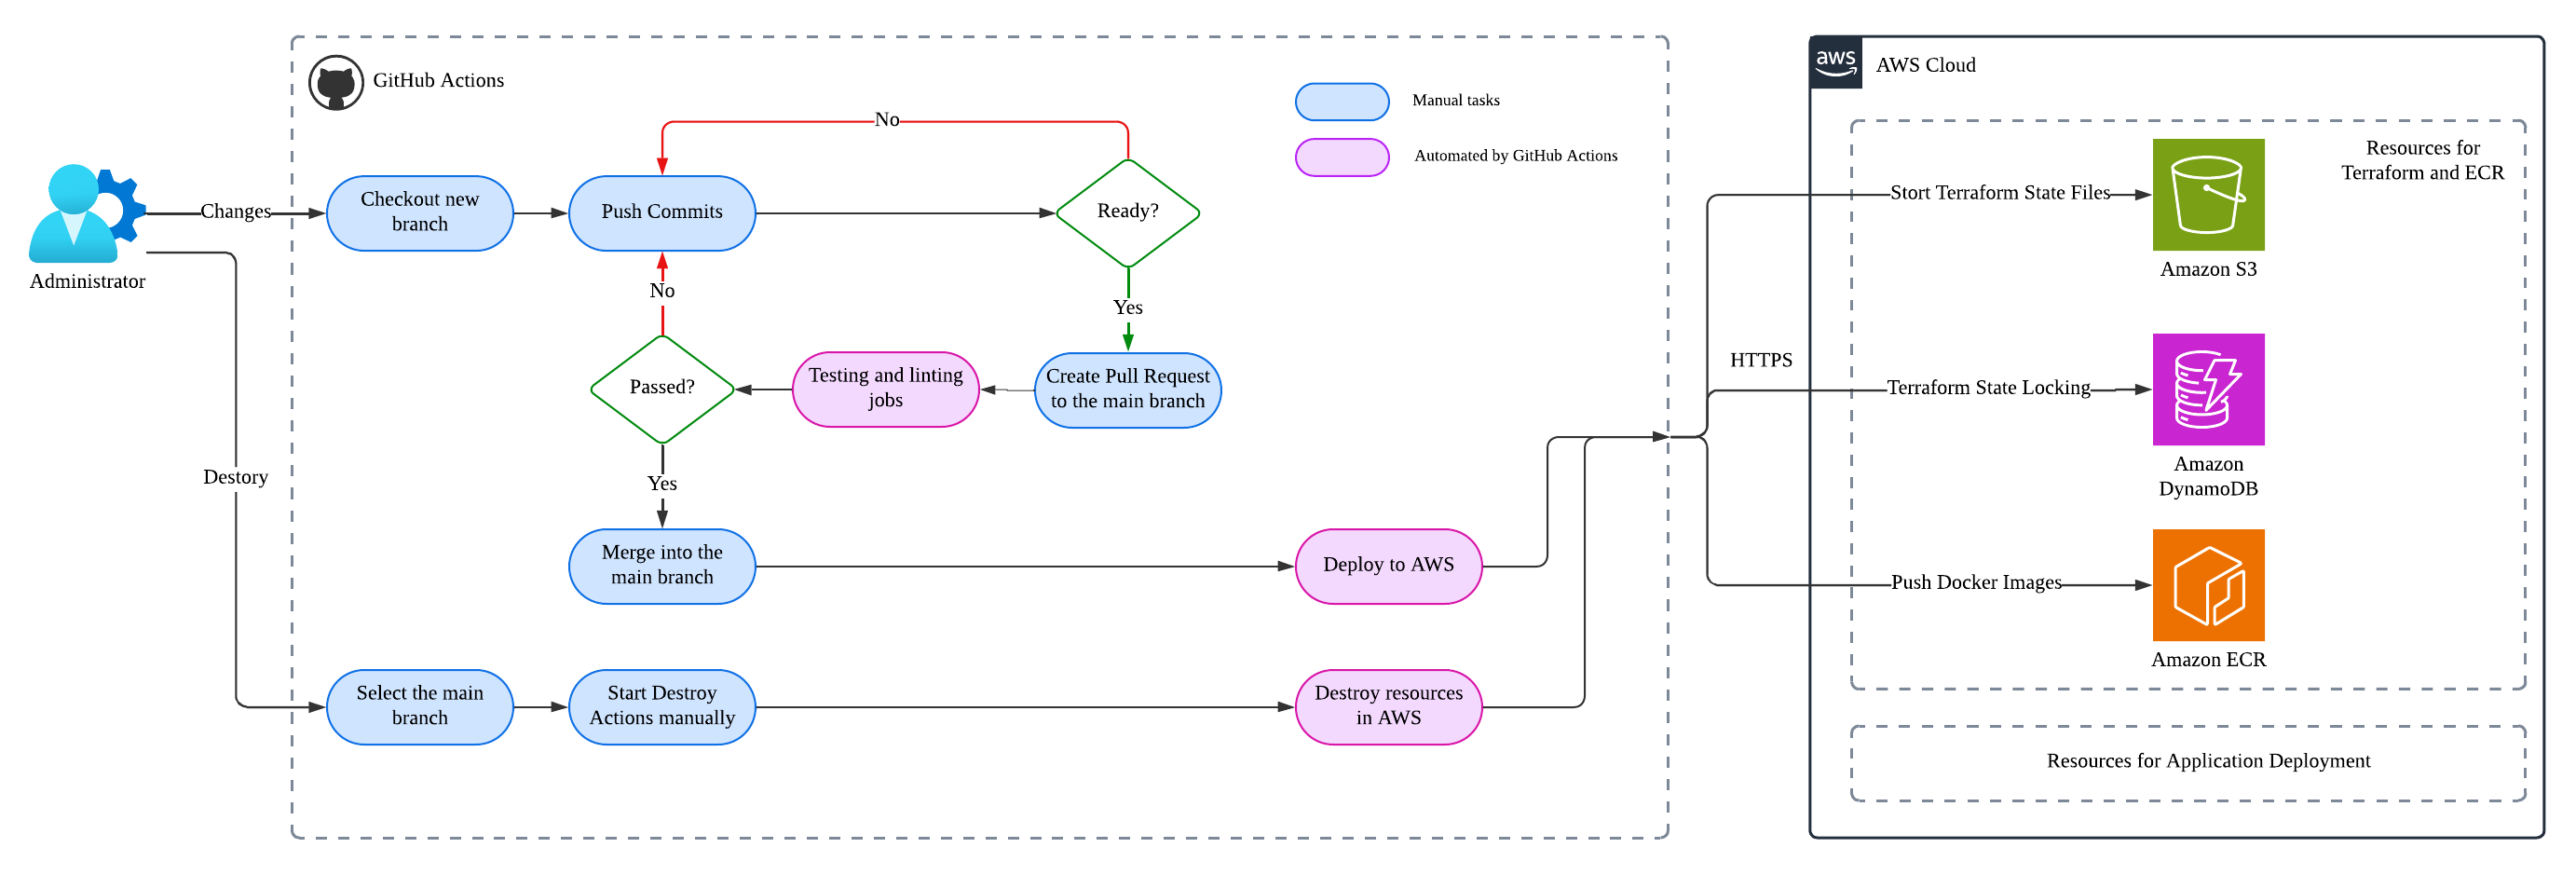 GitHub Actions
Manual tasks
Automated by GitHub Actions
No
Administrator
Changes
Checkout new
branch
Push Commits
Ready?
No
Yes
Passed?
Testing and linting
jobs
Create Pull Request
to the main branch
Destory
Yes
Merge into the
main branch
Deploy to AWS
Select the main
branch
Start Destroy
Actions manually
Destroy resources
in AWS
HTTPS
aws
AWS Cloud
Resources for
Terraform and ECR
Stort Terraform State Files
Amazon S3
Terraform State Locking
Amazon
DynamoDB
Push Docker Images
Amazon ECR
Resources for Application Deployment